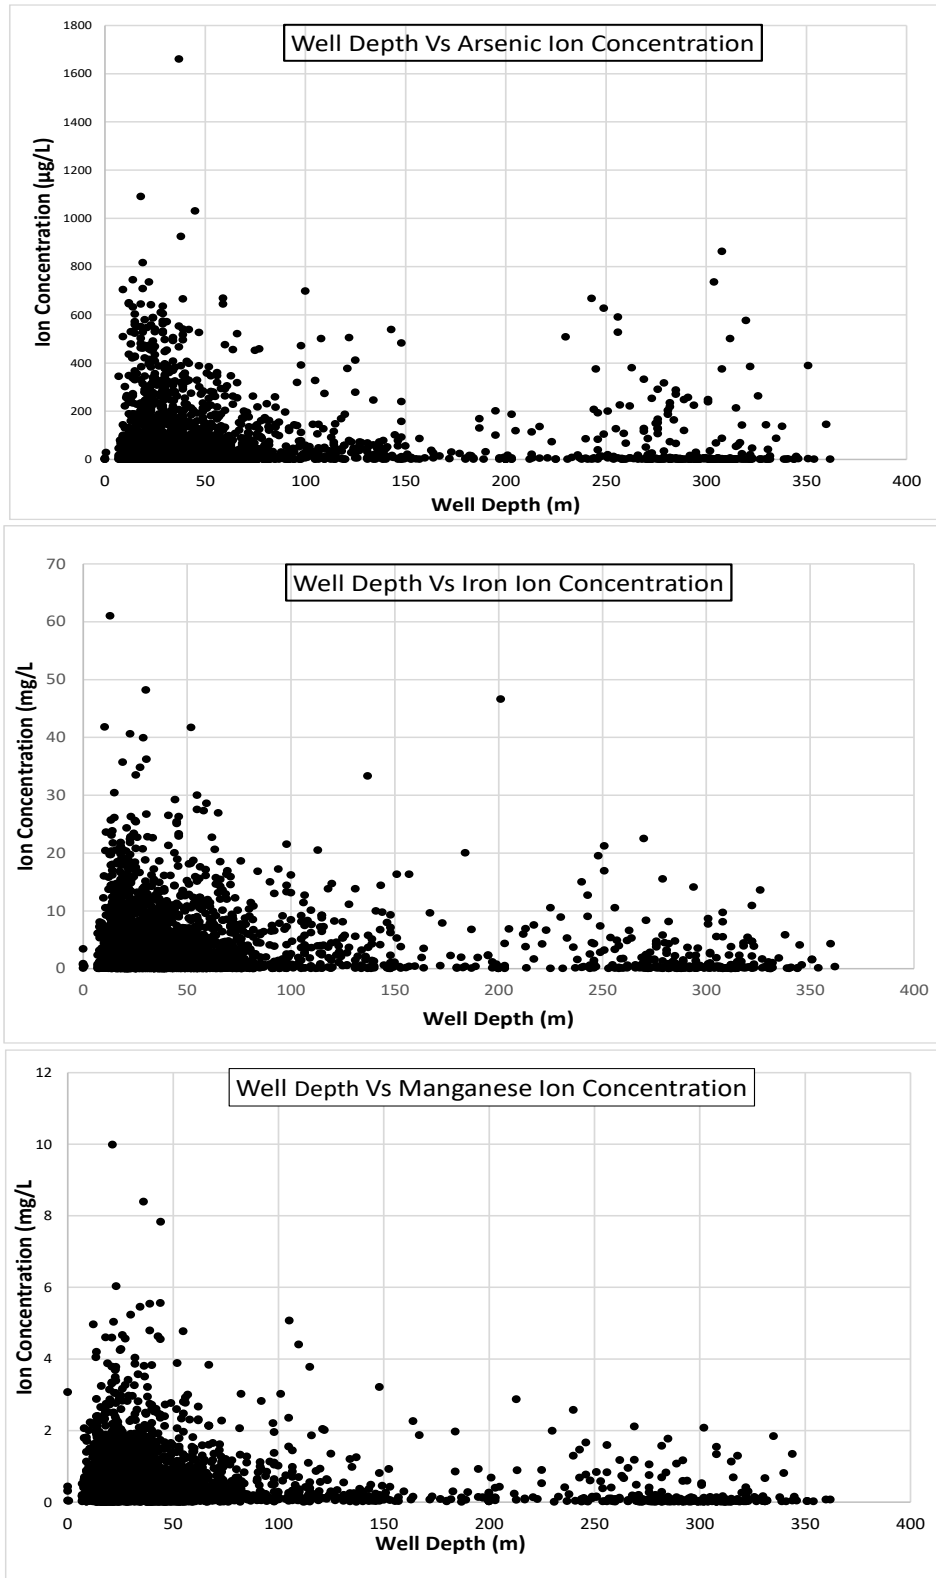 Well Depth Vs Arsenic Ion Concentration
Ion Concentration (µg/L)
1800
1600
1400
1200
1000
800
600
400
200
0
0 50 100 150 200 250 300 350 400
Well Depth (m)
Well Depth Vs Iron Ion Concentration
Ion Concentration (mg/L
70
60
50
40
30
20
10
0
0 50 100 150 200 250 300 350 400
Well Depth (m)
Well Depth Vs Manganese Ion Concentration
Ion Concentration (mg/L
12
10
8
6
4
2
0
0 50 100 150 200 250 300 350 400
Well Depth (m)